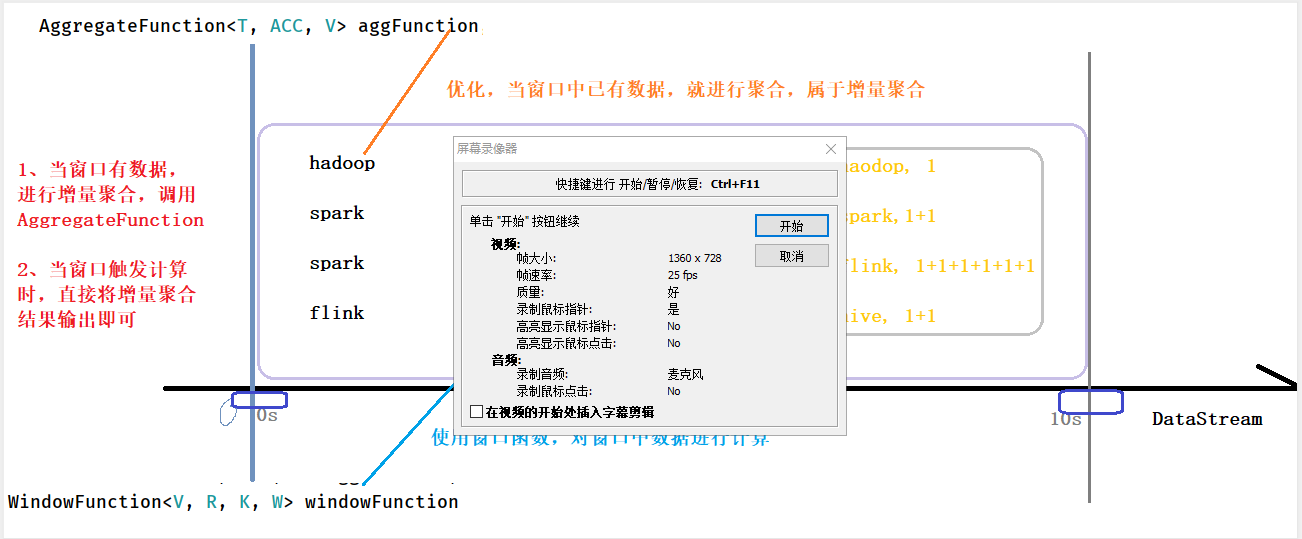 AggregateFunction<T, ACC, V> aggFunction
优化，当窗口中已有数据，就进行聚合，属于增量聚合
1、当窗口有数据，
进行增量聚合，调用
AggregateFunction
2、当窗口触发计算
时，直接将增量聚合
结果输出即可
hadoop
spark
spark
flink
屏幕录像器
快捷键进行 开始/暂停/恢复: Ctrl+F11
单击 "开始" 按钮继续
开始
取消
视频:
帧大小: 1360 x 728
帧速率: 25 fps
质量: 好
录制鼠标指针: 是
高亮显示鼠标指针: No
高亮显示鼠标点击: No
音频:
录制音频: 麦克风
录制鼠标点击: No
在视频的开始处插入字幕剪辑
haodop, 1
spark,1+1
flink, 1+1+1+1+1+1
hive, 1+1
0s
10s
DataStream
使用窗口函数，对窗口中数据进行计算
WindowFunction<V, R, K, W> windowFunction